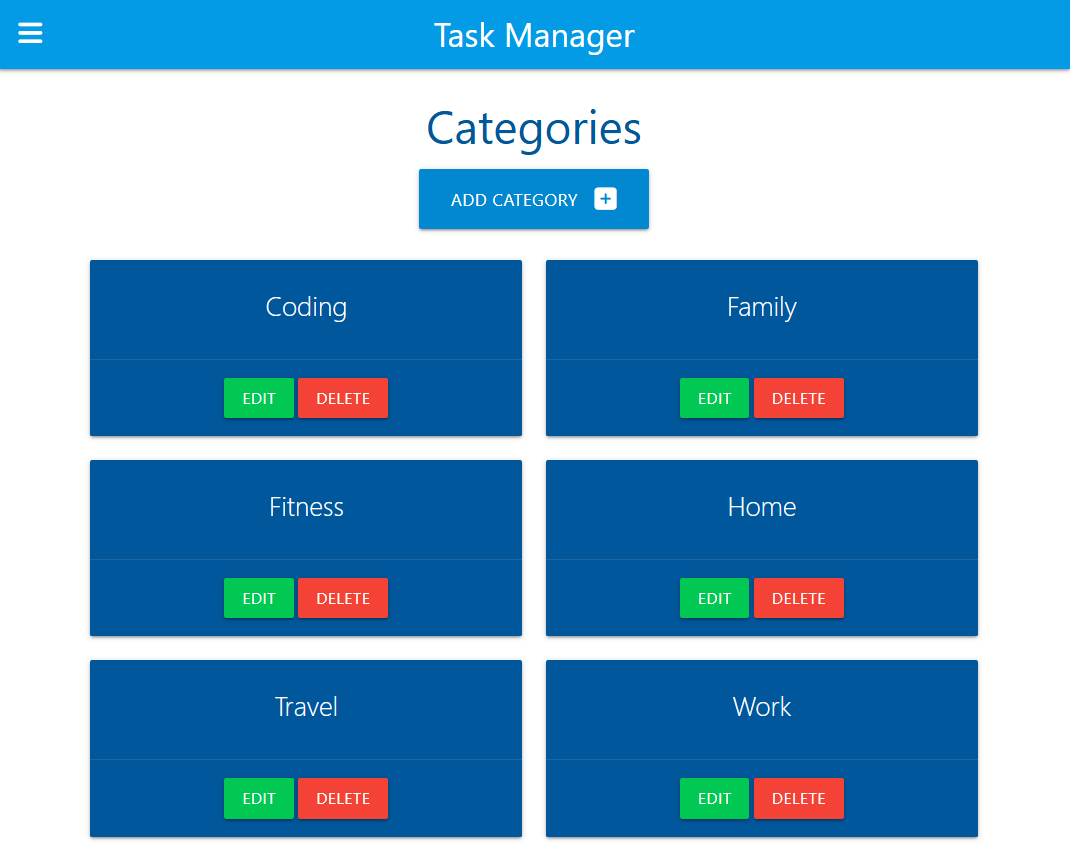 Task Manager
Categories
ADD CATEGORY
Coding
EDIT DELETE
Family
EDIT DELETE
Fitness
EDIT DELETE
Home
EDIT DELETE
Travel
EDIT DELETE
Work
EDIT DELETE